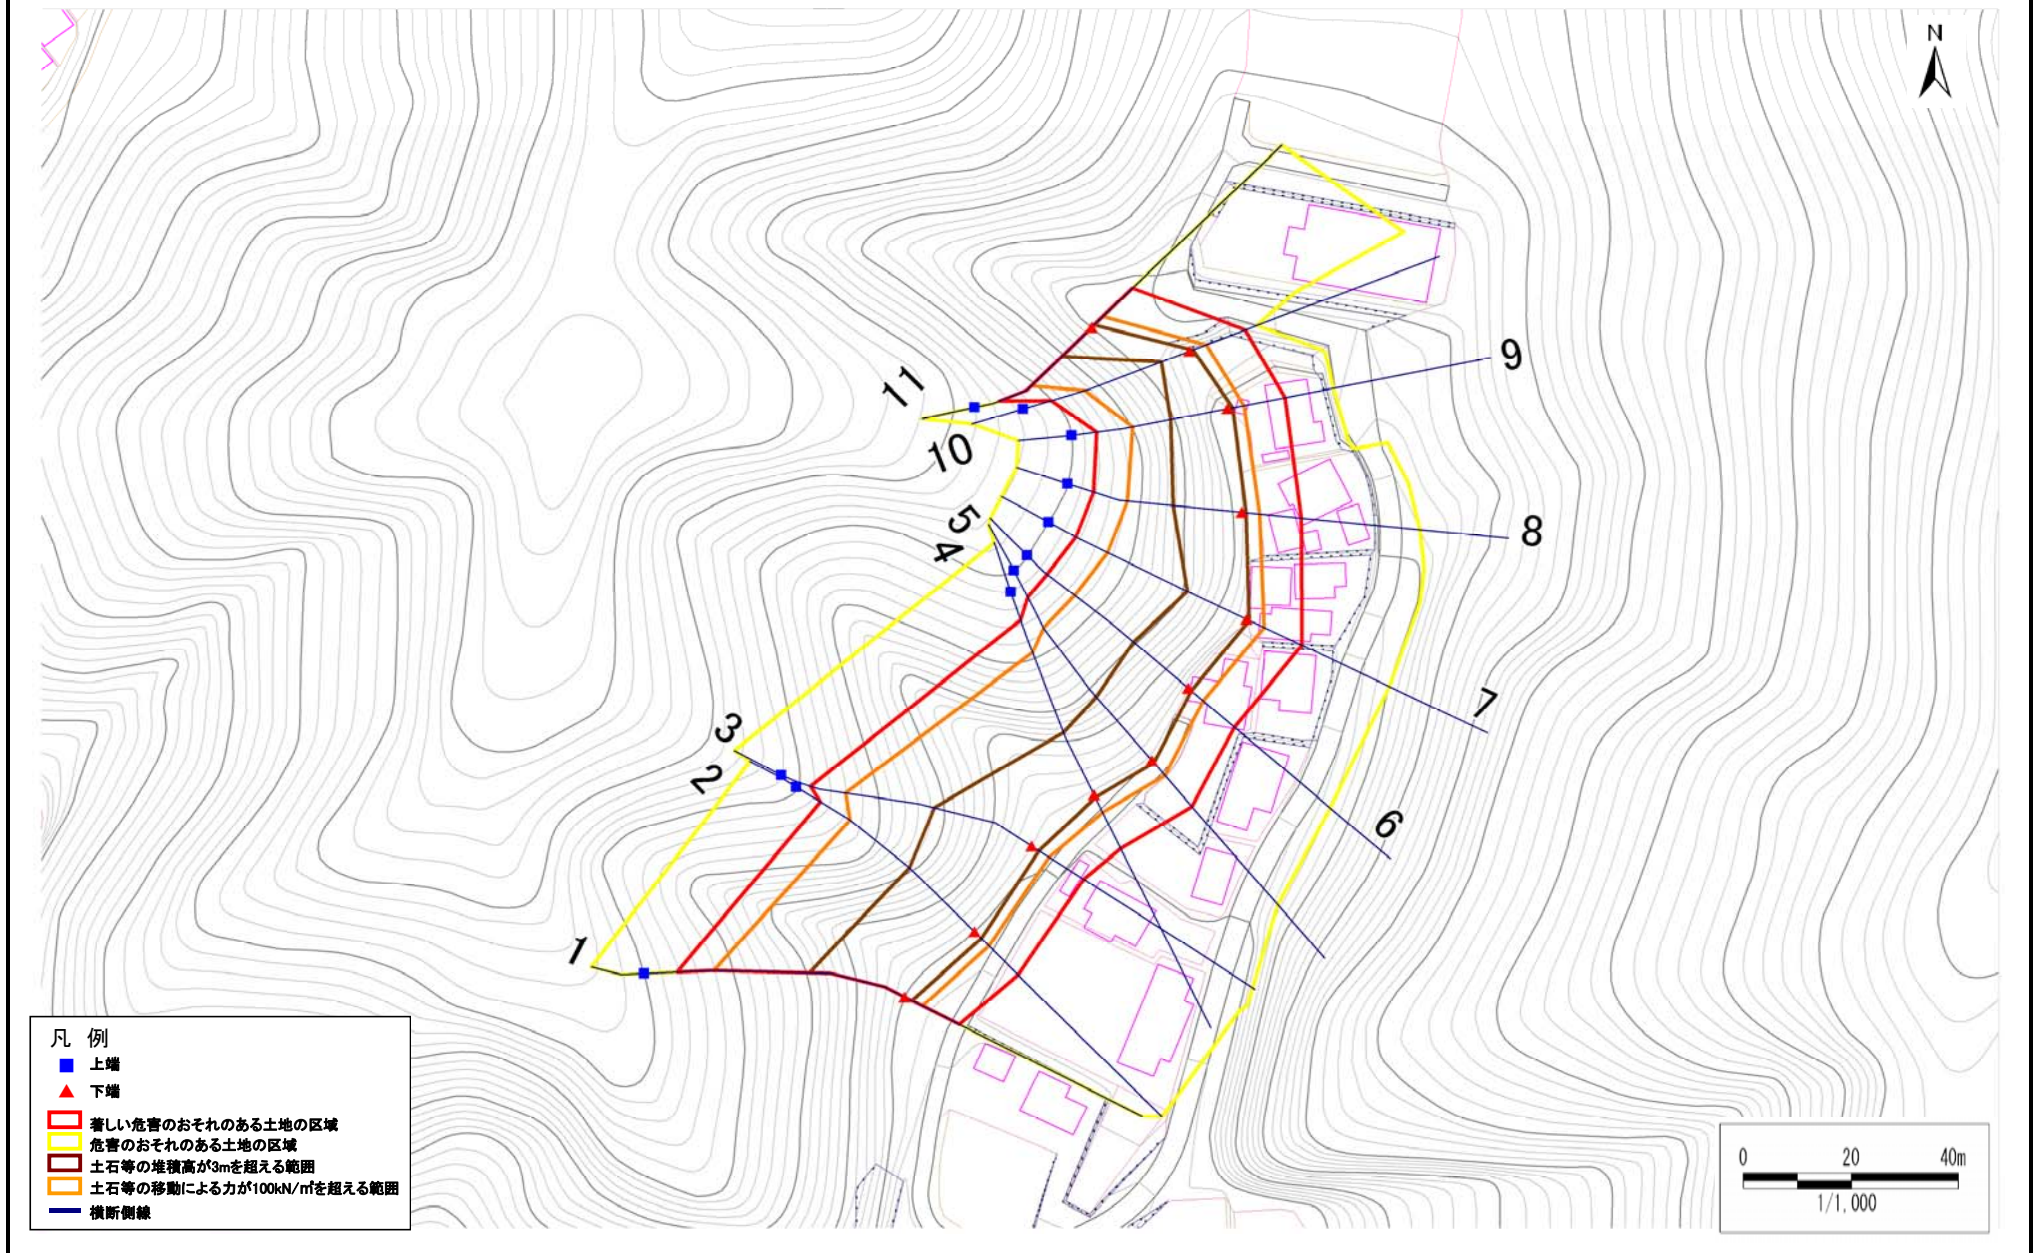 N
11
10
9
5
4
8
3
2
7
6
1
凡 例
上端
下端
著しい危害のおそれのある土地の区域
危害のおそれのある土地の区域
土石等の堆積高が3mを超える範囲
土石等の移動による力が100kN/㎡を超える範囲
横断側線
0 20 40m
1/1,000